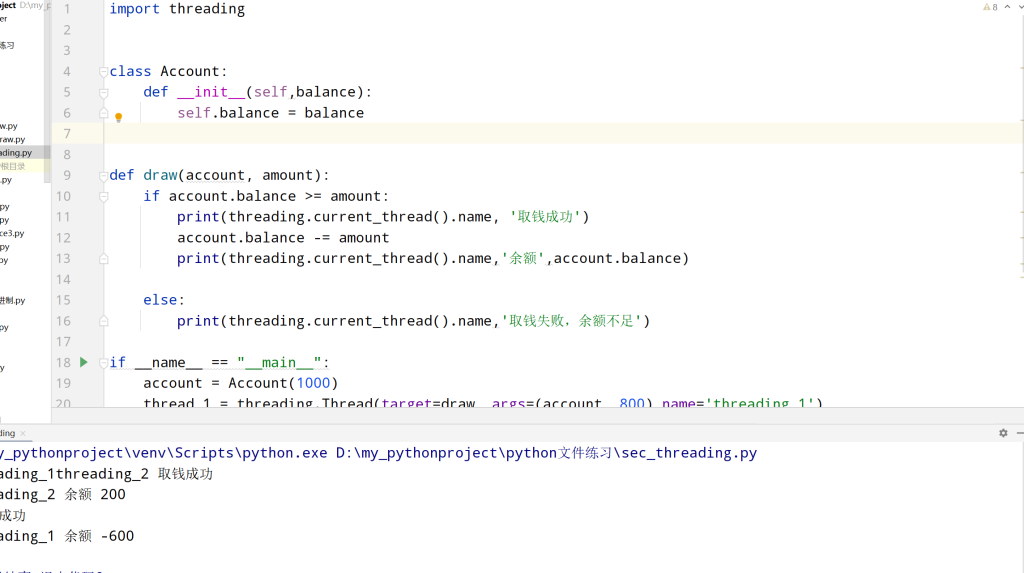 ject D:\my_p
er
练习
w.py
raw.py
ading.py
根目录
.py
py
py
ce3.py
py
py
进制.py
py
y
8
1 import threading
2
3
4 class Account:
5 def __init__(self,balance):
6 self.balance = balance
7
8
9 def draw(account, amount):
10 if account.balance >= amount:
11 print(threading.current_thread().name, '取钱成功')
12 account.balance -= amount
13 print(threading.current_thread().name,'余额',account.balance)
14
15 else:
16 print(threading.current_thread().name,'取钱失败，余额不足')
17
18 if __name__ == "__main__":
19 account = Account(1000)
20 thread_1 = threading.Thread(target=draw, args=(account, 800),name='threading_1')
ding
y_pythonproject\venv\Scripts\python.exe D:\my_pythonproject\python文件练习\sec_threading.py
ading_1threading_2 取钱成功
ading_2 余额 200
成功
ading_1 余额 -600